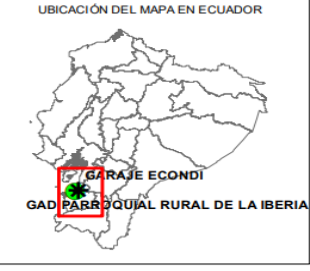 UBICACIÓN DEL MAPA EN ECUADOR
GARAJE ECONDI
GAD PARROQUIAL RURAL DE LA IBERIA